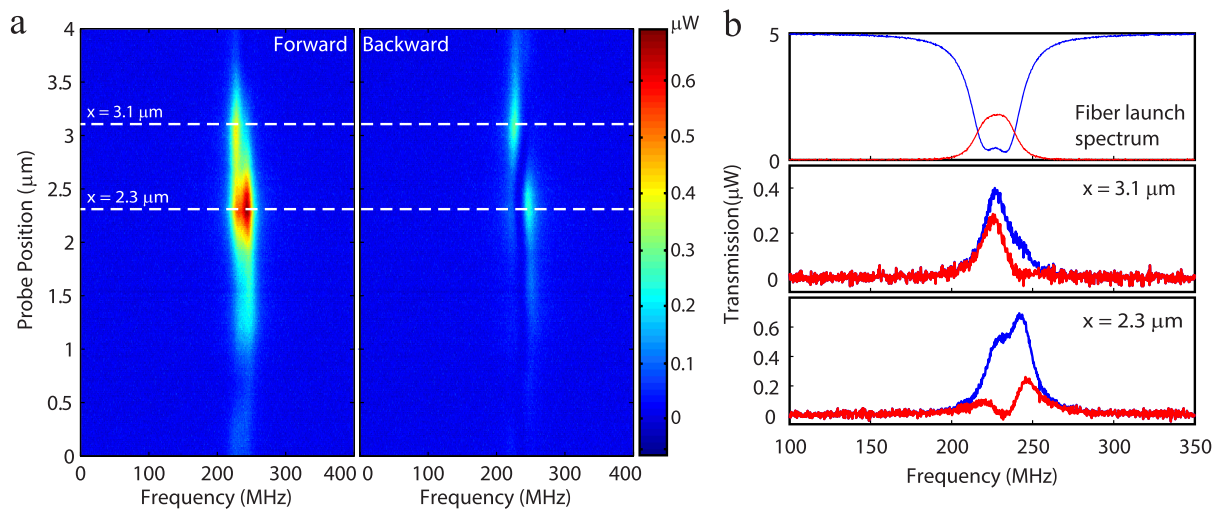 a
Forward
Backward
μW
x = 3.1 μm
x = 2.3 μm
Probe Position (μm)
4
3.5
3
2.5
2
1.5
1
0.5
0
0 100 200 300 400
0 100 200 300 400
Frequency (MHz)
Frequency (MHz)
0.6
0.5
0.4
0.3
0.2
0.1
0
b
5
0
Fiber launch
spectrum
Transmission(μW)
0.4
0.2
0
x = 3.1 μm
0.6
0.2
0
x = 2.3 μm
100 150 200 250 300 350
Frequency (MHz)